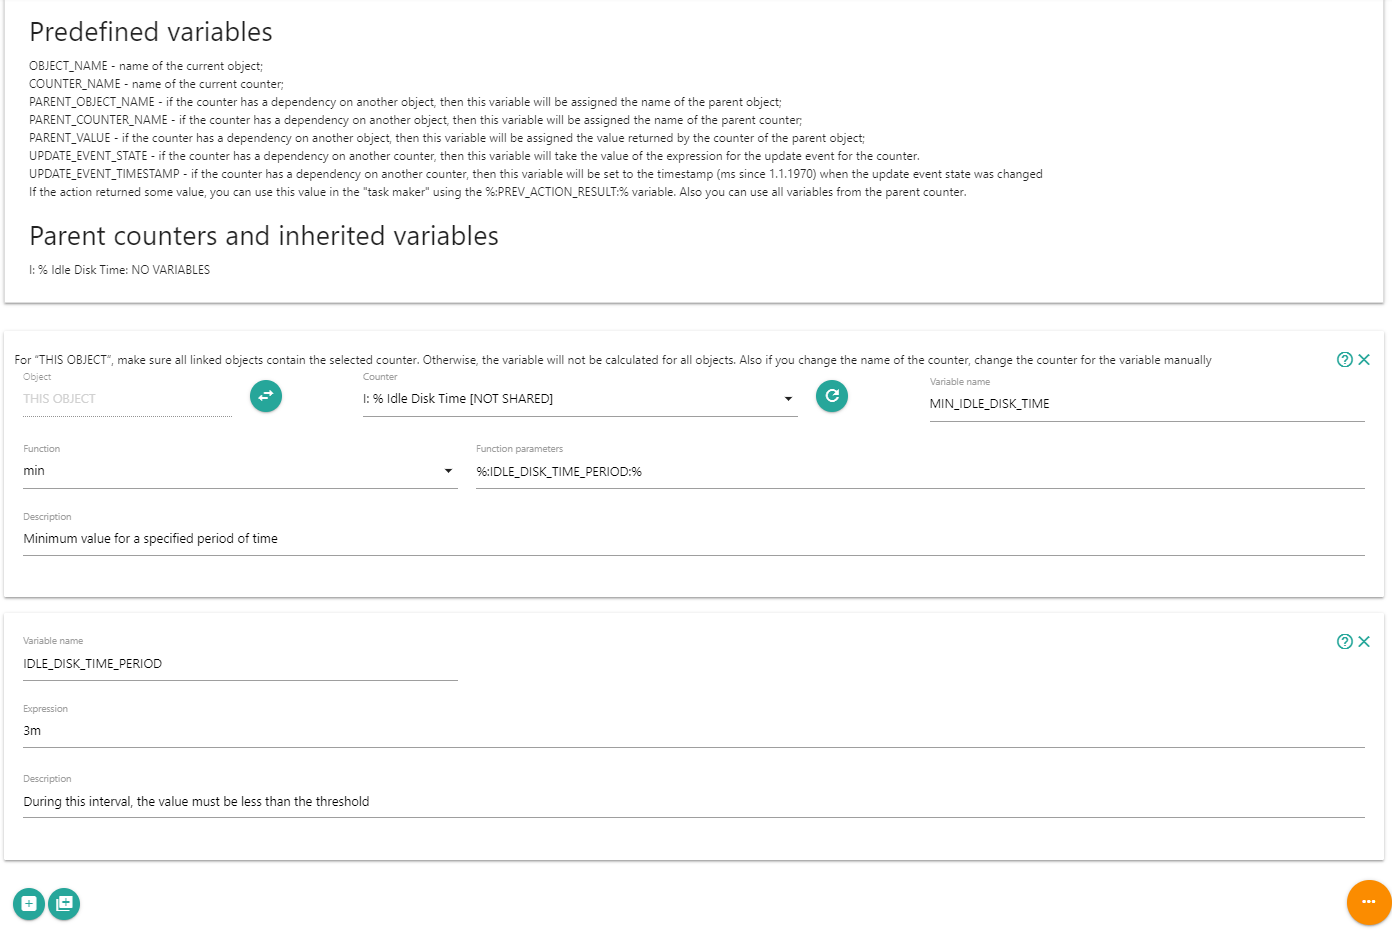 Predefined variables
OBJECT_NAME - name of the current object;
COUNTER_NAME - name of the current counter;
PARENT_OBJECT_NAME - if the counter has a dependency on another object, then this variable will be assigned the name of the parent object;
PARENT_COUNTER_NAME - if the counter has a dependency on another object, then this variable will be assigned the name of the parent counter;
PARENT_VALUE - if the counter has a dependency on another object, then this variable will be assigned the value returned by the counter of the parent object;
UPDATE_EVENT_STATE - if the counter has a dependency on another counter, then this variable will take the value of the expression for the update event for the counter.
UPDATE_EVENT_TIMESTAMP - if the counter has a dependency on another counter, then this variable will be set to the timestamp (ms since 1.1.1970) when the update event state was changed
If the action returned some value, you can use this value in the "task maker" using the %:PREV_ACTION_RESULT:% variable. Also you can use all variables from the parent counter.
Parent counters and inherited variables
I: % Idle Disk Time: NO VARIABLES
For “THIS OBJECT”, make sure all linked objects contain the selected counter. Otherwise, the variable will not be calculated for all objects. Also if you change the name of the counter, change the counter for the variable manually
Object
THIS OBJECT
Counter
I: % Idle Disk Time [NOT SHARED]
Variable name
MIN_IDLE_DISK_TIME
Function
min
Function parameters
%:IDLE_DISK_TIME_PERIOD:%
Description
Minimum value for a specified period of time
Variable name
IDLE_DISK_TIME_PERIOD
Expression
3m
Description
During this interval, the value must be less than the threshold